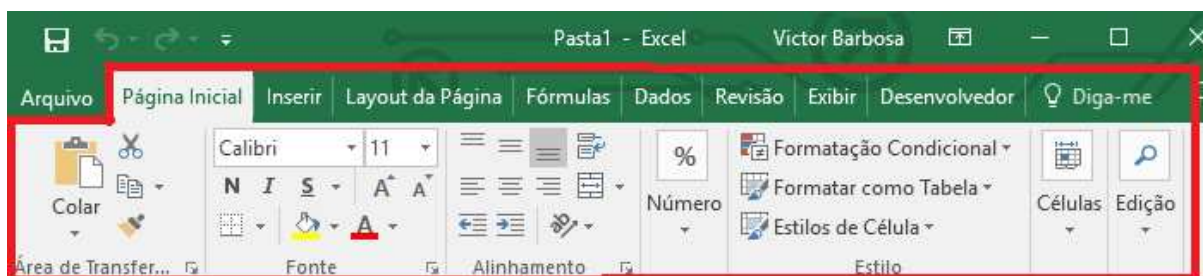 Pasta1 - Excel Victor Barbosa
Arquivo Página Inicial Inserir Layout da Página Fórmulas Dados Revisão Exibir Desenvolvedor Diga-me
Calibri 11 % Formatação Condicional
N I S A A Formatar como Tabela
Colar Número Células Edição
A Estilos de Célula
Área de Transfer... Fonte Alinhamento Estilo